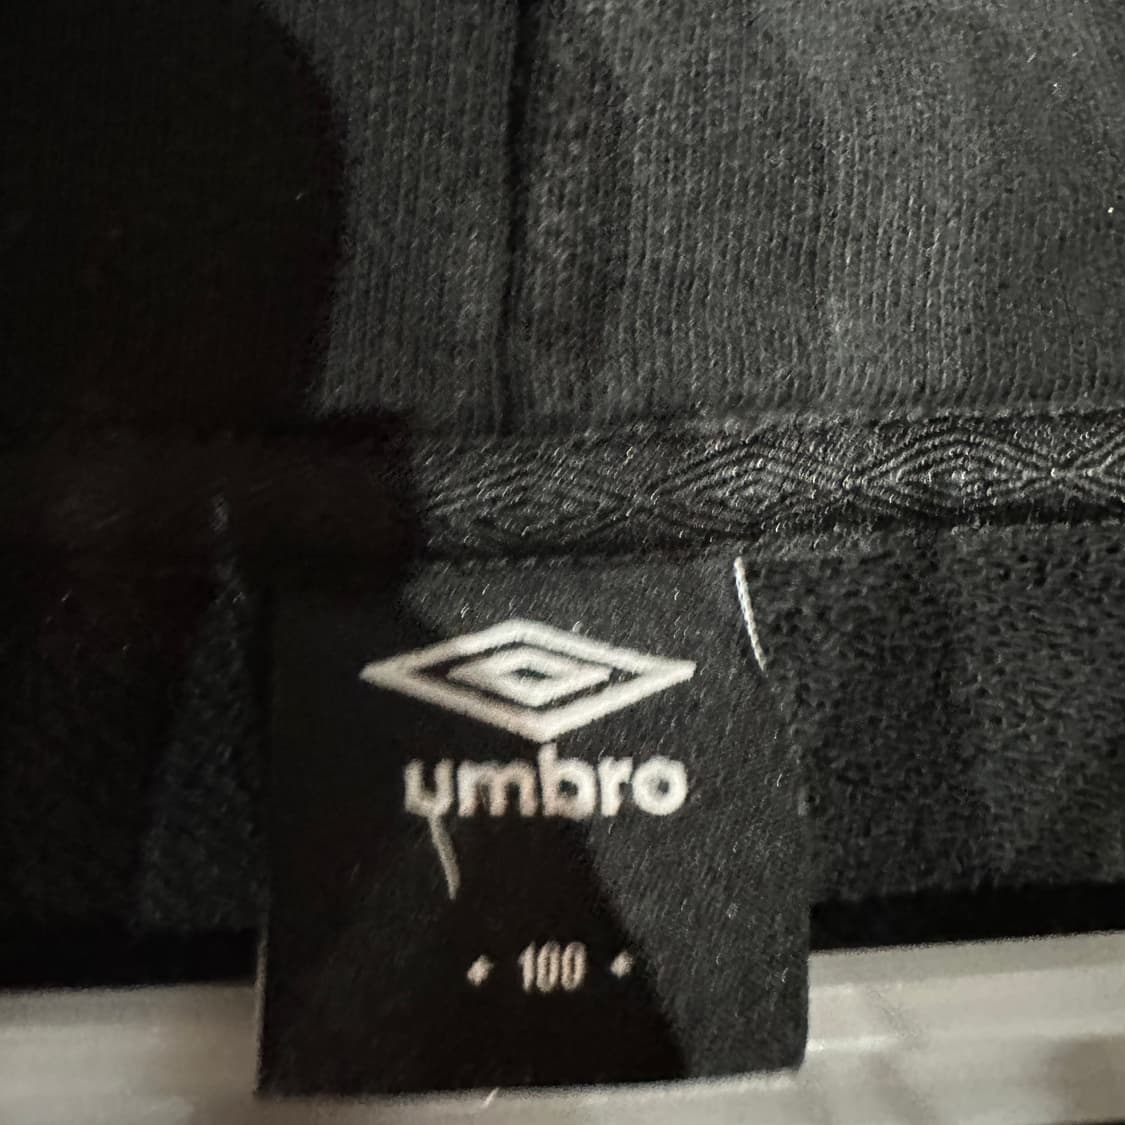 umbro
• 100 •